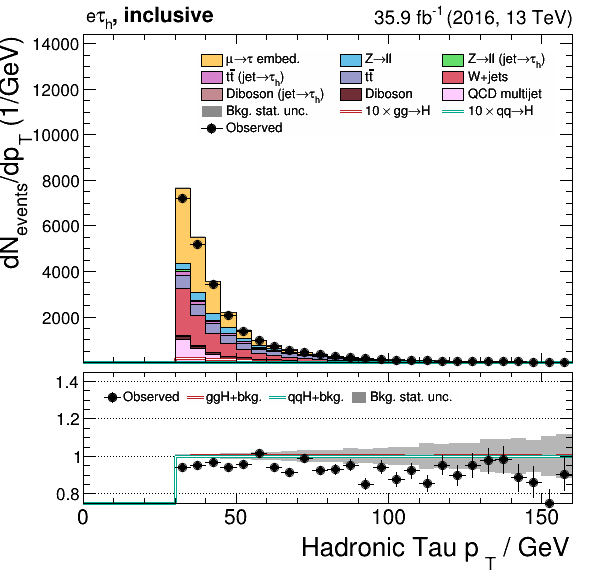 eτh, inclusive 35.9 fb-1 (2016, 13 TeV)
dNevents/dpT (1/GeV)
14000
12000
10000
8000
6000
4000
2000
μ→τ embed. Z→ll Z→ll (jet→τh)
tt̄ (jet→τh) tt̄ W+jets
Diboson (jet→τh) Diboson QCD multijet
Bkg. stat. unc. 10 × gg→H 10 × qq→H
Observed
1.4
1.2
1
0.8
Observed ggH+bkg. qqH+bkg. Bkg. stat. unc.
0 50 100 150
Hadronic Tau pT / GeV